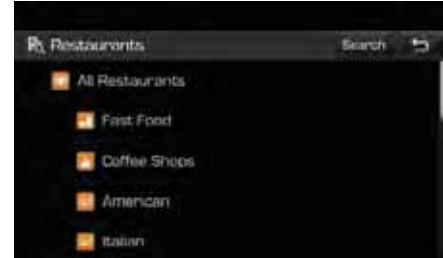 Restaurants Search
All Restaurants
Fast Food
Coffee Shops
American
Italian